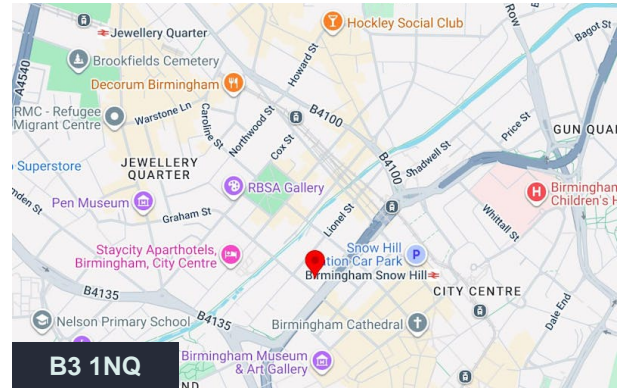 Hockley Social Club
Row
Bagot St
Jewellery Quarter
A4540
Howard St
Brookfields Cemetery
Decorum Birmingham
B4100
RMC - Refugee
Migrant Centre
Warstone Ln
Caroline St
Northwood St
Cox St
Price St
GUN QUA
Shadwell St
B4100
Superstore
JEWELLERY
QUARTER
RBSA Gallery
Birmingham
Children's H
Pen Museum
Graham St
Lionel St
Whittall St
Staycity Aparthotels,
Birmingham, City Centre
Snow Hill
tion Car Park
P
H
Birmingham Snow Hill
CITY CENTRE
B4135
B4135
Dale End
Nelson Primary School
Birmingham Cathedral
Birmingham Museum
& Art Gallery
B3 1NQ
ND